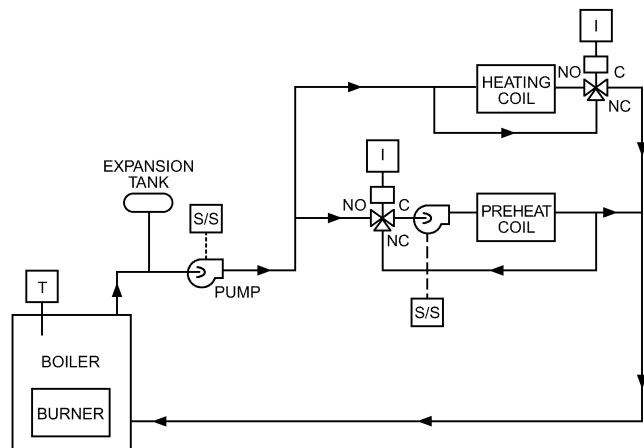 I
NO
C
HEATING
COIL
NC
I
EXPANSION
TANK
S/S
NO
C
PREHEAT
COIL
NC
PUMP
T
S/S
BOILER
BURNER